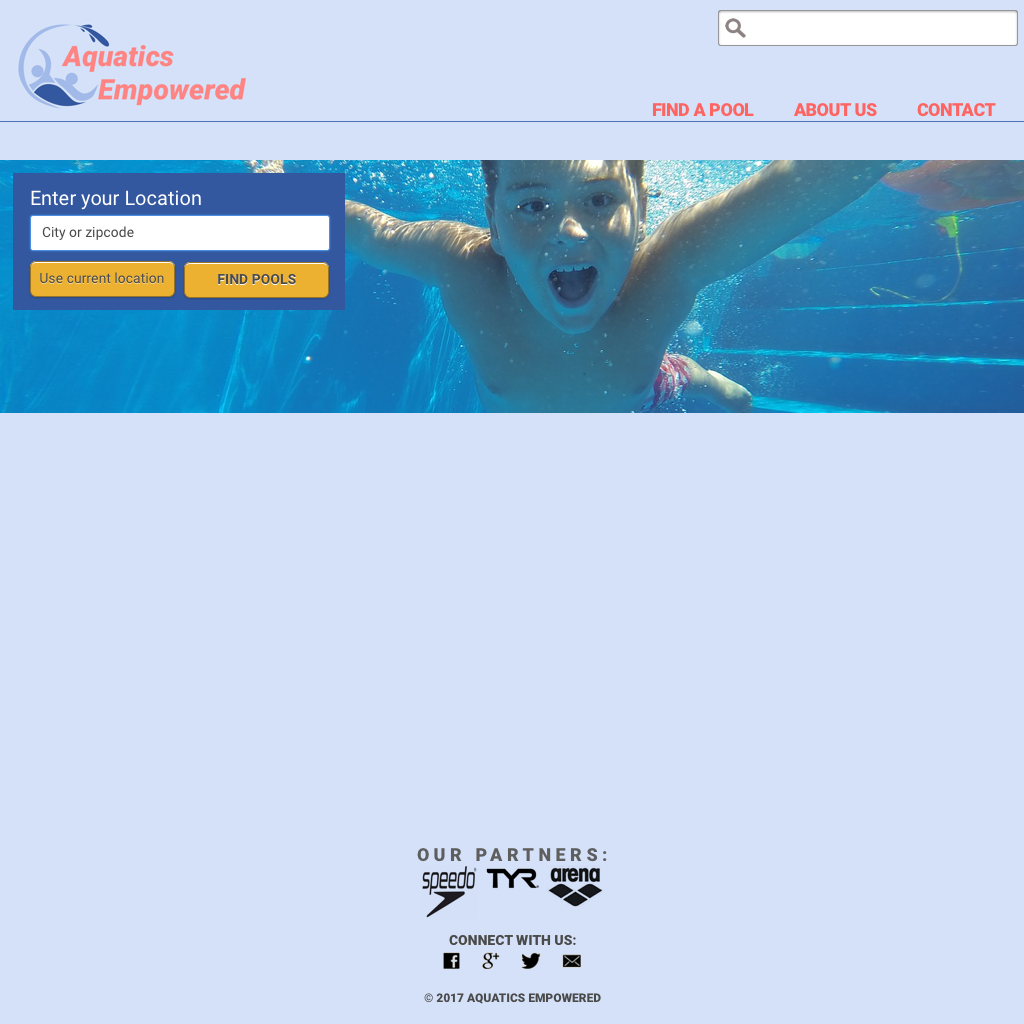 Aquatics
Empowered
FIND A POOL ABOUT US CONTACT
Enter your Location
City or zipcode
Use current location FIND POOLS
OUR PARTNERS:
speedo TYR arena
CONNECT WITH US:
© 2017 AQUATICS EMPOWERED